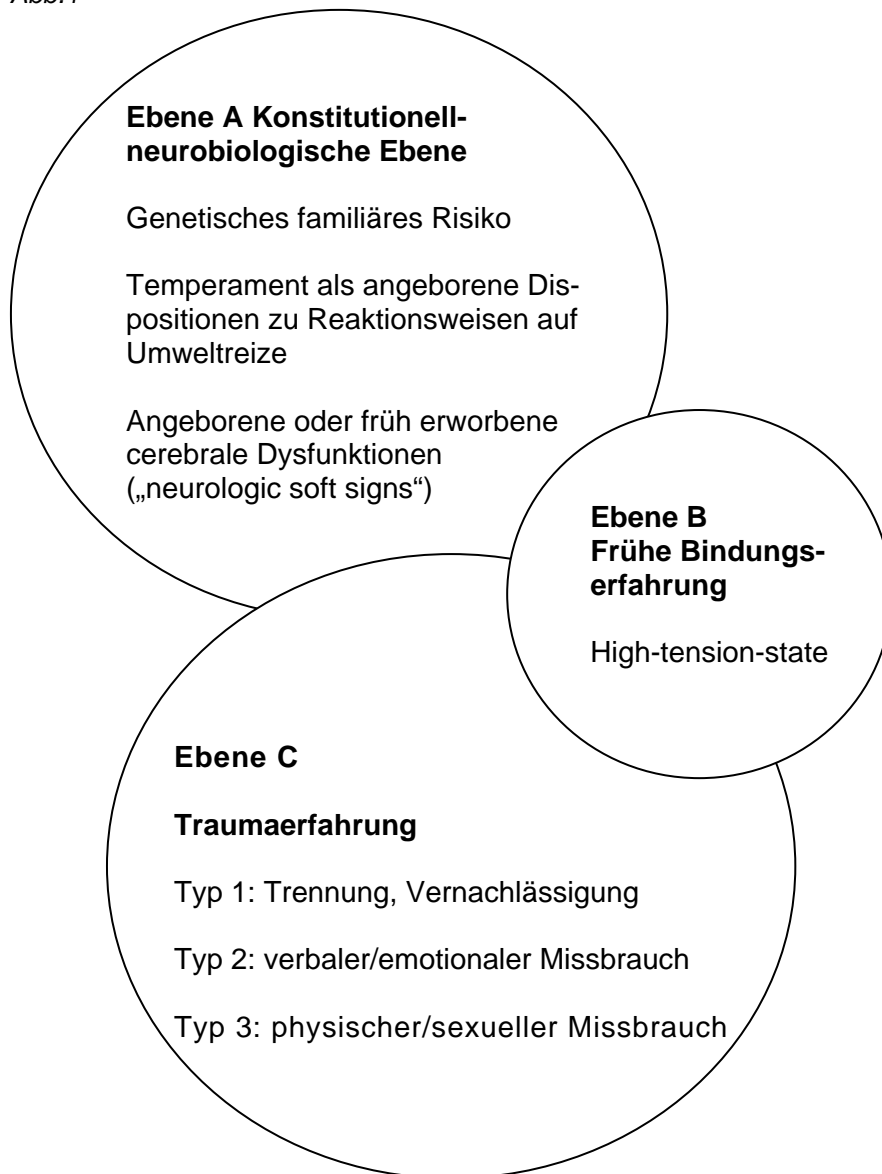 Ebene A Konstitutionell-
neurobiologische Ebene
Genetisches familiäres Risiko
Temperament als angeborene Dis-
positionen zu Reaktionsweisen auf
Umweltreize
Angeborene oder früh erworbene
cerebrale Dysfunktionen
(„neurologic soft signs“)
Ebene B
Frühe Bindungs-
erfahrung
High-tension-state
Ebene C
Traumaerfahrung
Typ 1: Trennung, Vernachlässigung
Typ 2: verbaler/emotionaler Missbrauch
Typ 3: physischer/sexueller Missbrauch